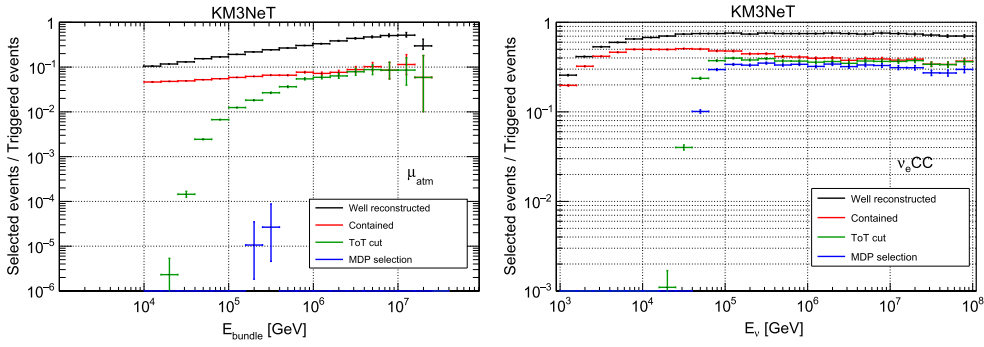 KM3NeT
Selected events / Triggered events
1
10⁻¹
10⁻²
10⁻³
10⁻⁴
10⁻⁵
10⁻⁶
μatm
Well reconstructed
Contained
ToT cut
MDP selection
10⁴ 10⁵ 10⁶ 10⁷
Ebundle [GeV]
KM3NeT
Selected events / Triggered events
1
10⁻¹
10⁻²
10⁻³
νeCC
Well reconstructed
Contained
ToT cut
MDP selection
10³ 10⁴ 10⁵ 10⁶ 10⁷ 10⁸
Eν [GeV]